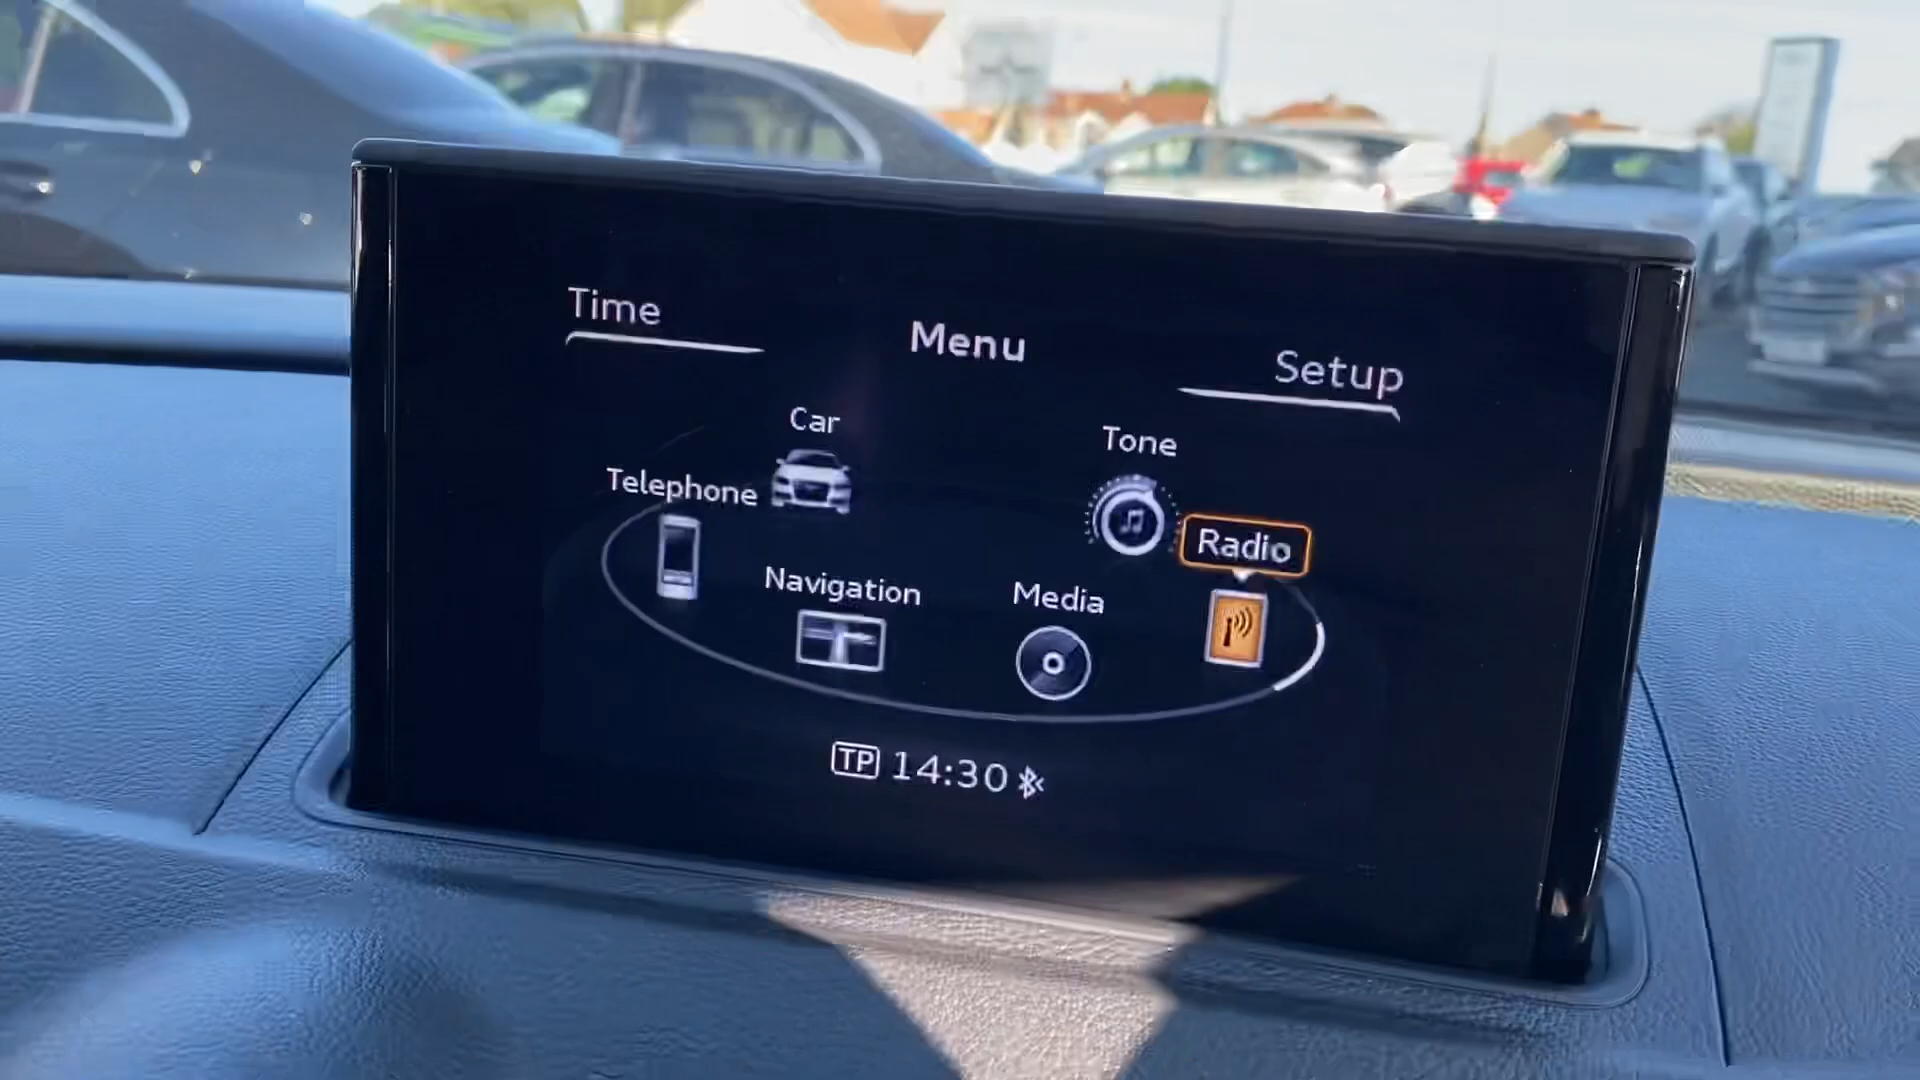 Time
Menu
Setup
Car
Tone
Telephone
Radio
Navigation
Media
TP 14:30